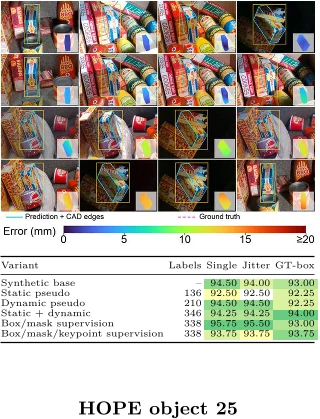 Prediction + CAD edges Ground truth
Error (mm)
0 5 10 15 ≥20
Variant Labels Single Jitter GT-box
Synthetic base – 94.50 94.00 93.00
Static pseudo 136 92.50 92.50 92.25
Dynamic pseudo 210 94.50 94.50 92.25
Static + dynamic 346 94.25 94.25 94.00
Box/mask supervision 338 95.75 95.50 93.00
Box/mask/keypoint supervision 338 93.75 93.75 93.75
HOPE object 25